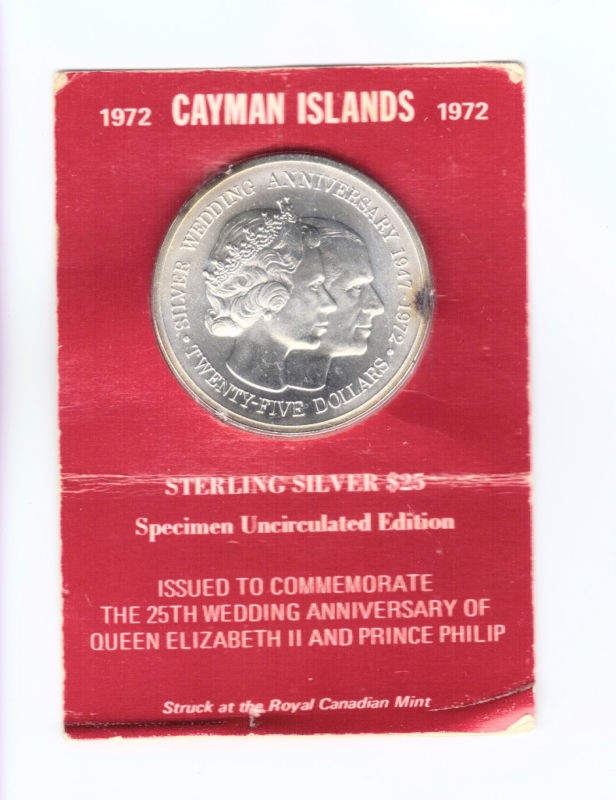 1972 CAYMAN ISLANDS 1972
· SILVER WEDDING ANNIVERSARY 1947-1972 ·
TWENTY-FIVE DOLLARS
STERLING SILVER $25
Specimen Uncirculated Edition
ISSUED TO COMMEMORATE
THE 25TH WEDDING ANNIVERSARY OF
QUEEN ELIZABETH II AND PRINCE PHILIP
Struck at the Royal Canadian Mint